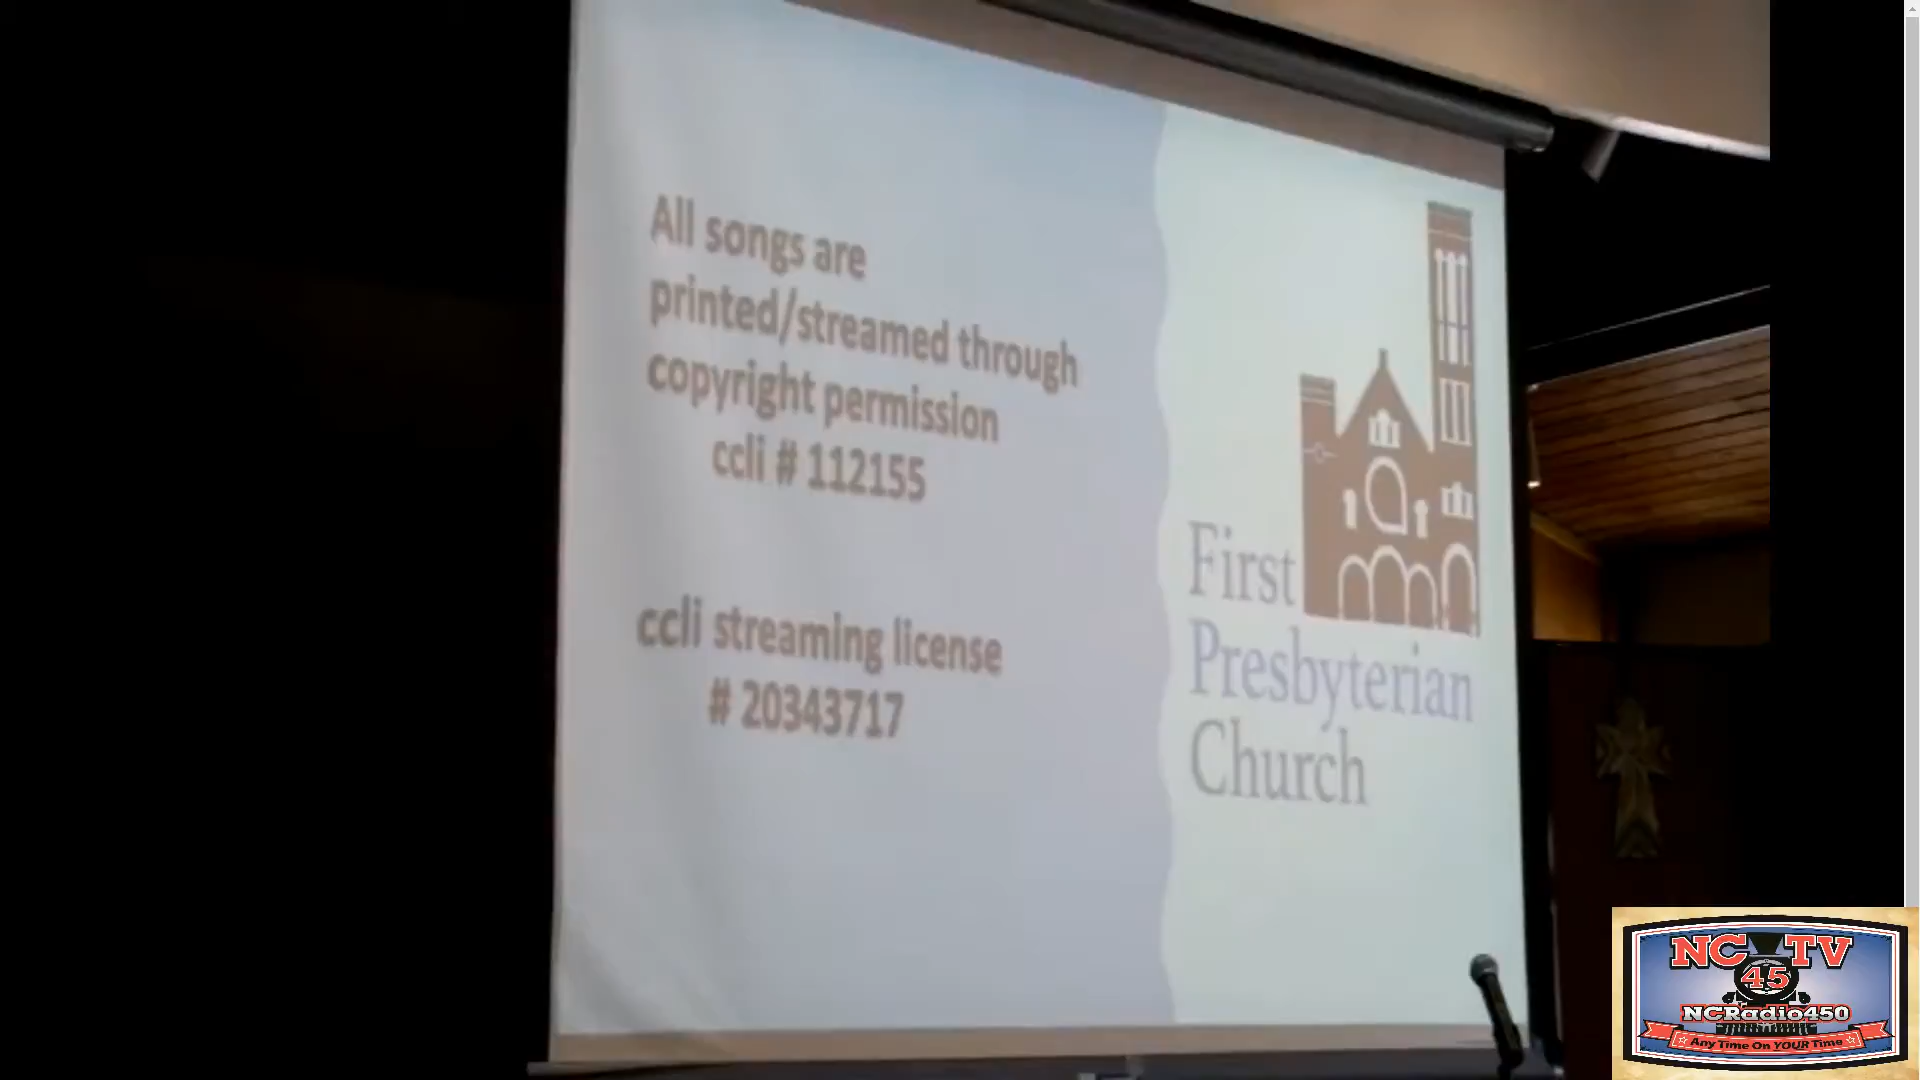 All songs are
printed/streamed through
copyright permission
ccli # 112155
ccli streaming license
# 20343717
First
Presbyterian
Church
NC TV
45
NCRadio450
Any Time On YOUR Time